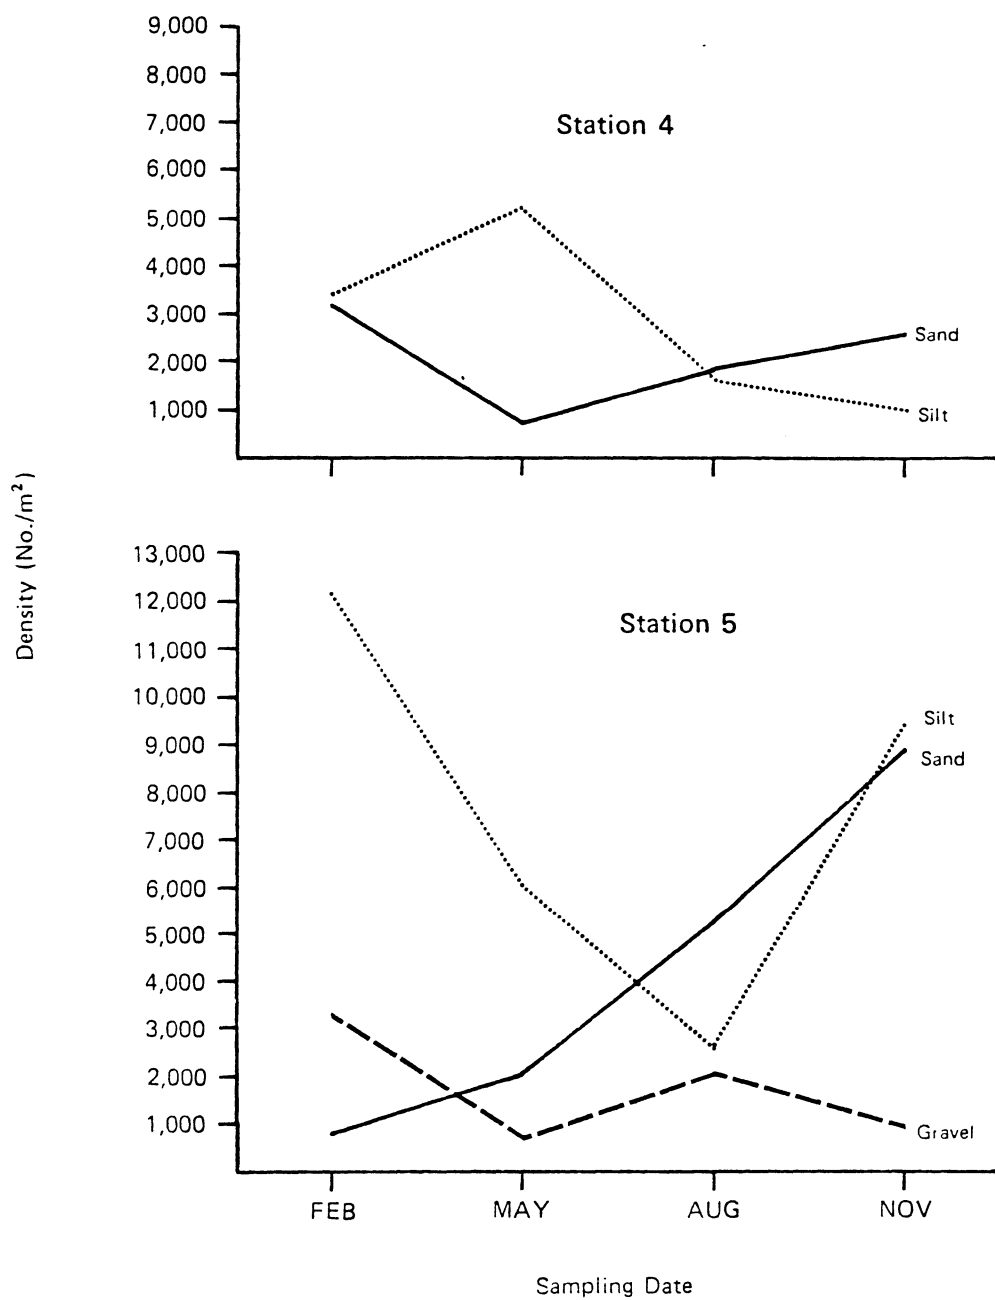 Density (No./m²)
9,000
8,000
7,000
6,000
5,000
4,000
3,000
2,000
1,000
Station 4
Sand
Silt
13,000
12,000
11,000
10,000
9,000
8,000
7,000
6,000
5,000
4,000
3,000
2,000
1,000
Station 5
Silt
Sand
Gravel
FEB MAY AUG NOV
Sampling Date